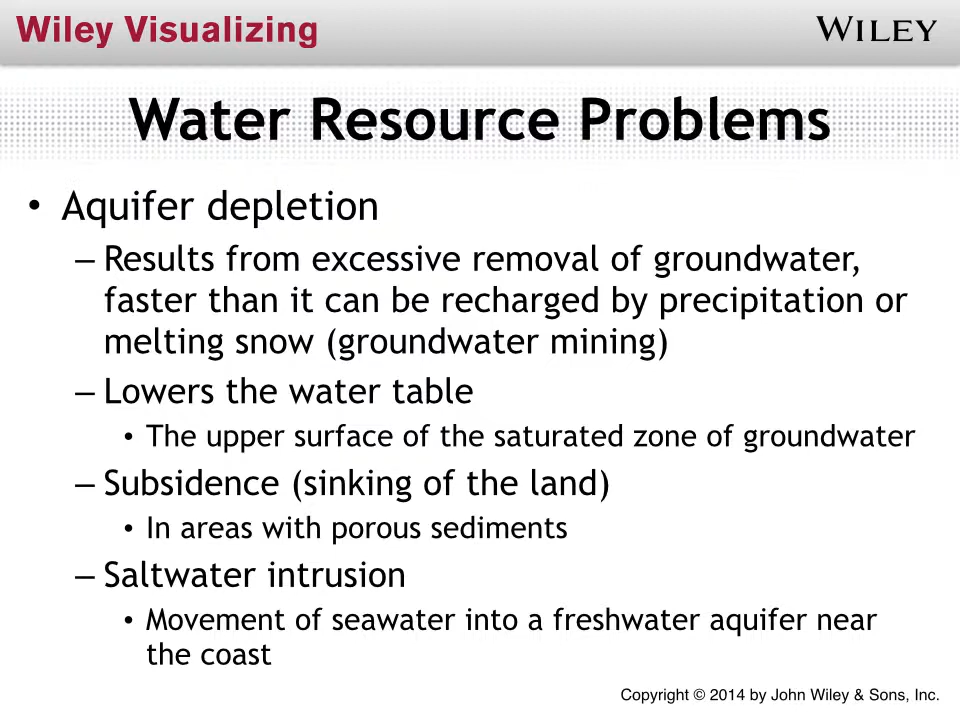 Wiley Visualizing
WILEY
Water Resource Problems
• Aquifer depletion
– Results from excessive removal of groundwater,
faster than it can be recharged by precipitation or
melting snow (groundwater mining)
– Lowers the water table
• The upper surface of the saturated zone of groundwater
– Subsidence (sinking of the land)
• In areas with porous sediments
– Saltwater intrusion
• Movement of seawater into a freshwater aquifer near
the coast
Copyright © 2014 by John Wiley & Sons, Inc.